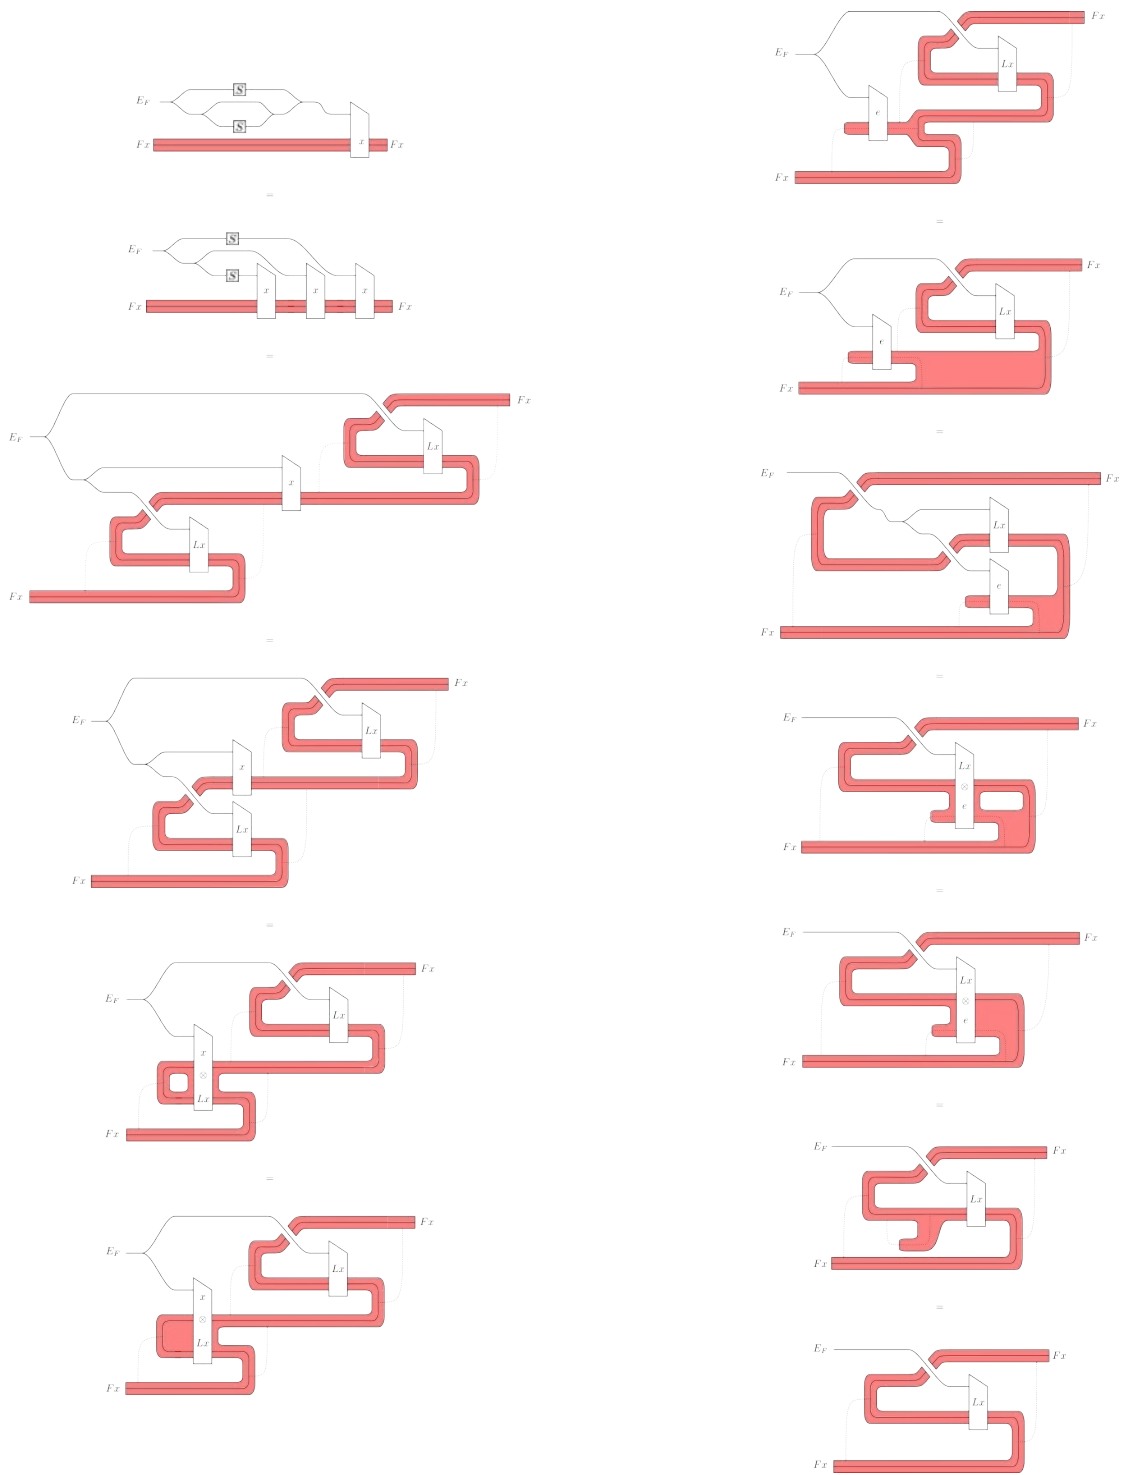 E_F
S
S
x
Fx Fx
=
E_F
S
S
x x x
Fx Fx
=
Fx
E_F
Lx
x
Lx
Fx
=
Fx
E_F
Lx
x
Lx
Fx
=
Fx
E_F
Lx
x
⊗
Lx
Fx
=
Fx
E_F
Lx
x
⊗
Lx
Fx
Fx
E_F
Lx
e
Fx
=
Fx
E_F
Lx
e
Fx
=
E_F
Fx
Lx
e
Fx
=
E_F
Fx
Lx
⊗
e
Fx
=
E_F
Fx
Lx
⊗
e
Fx
=
E_F
Fx
Lx
Fx
=
E_F
Fx
Lx
Fx